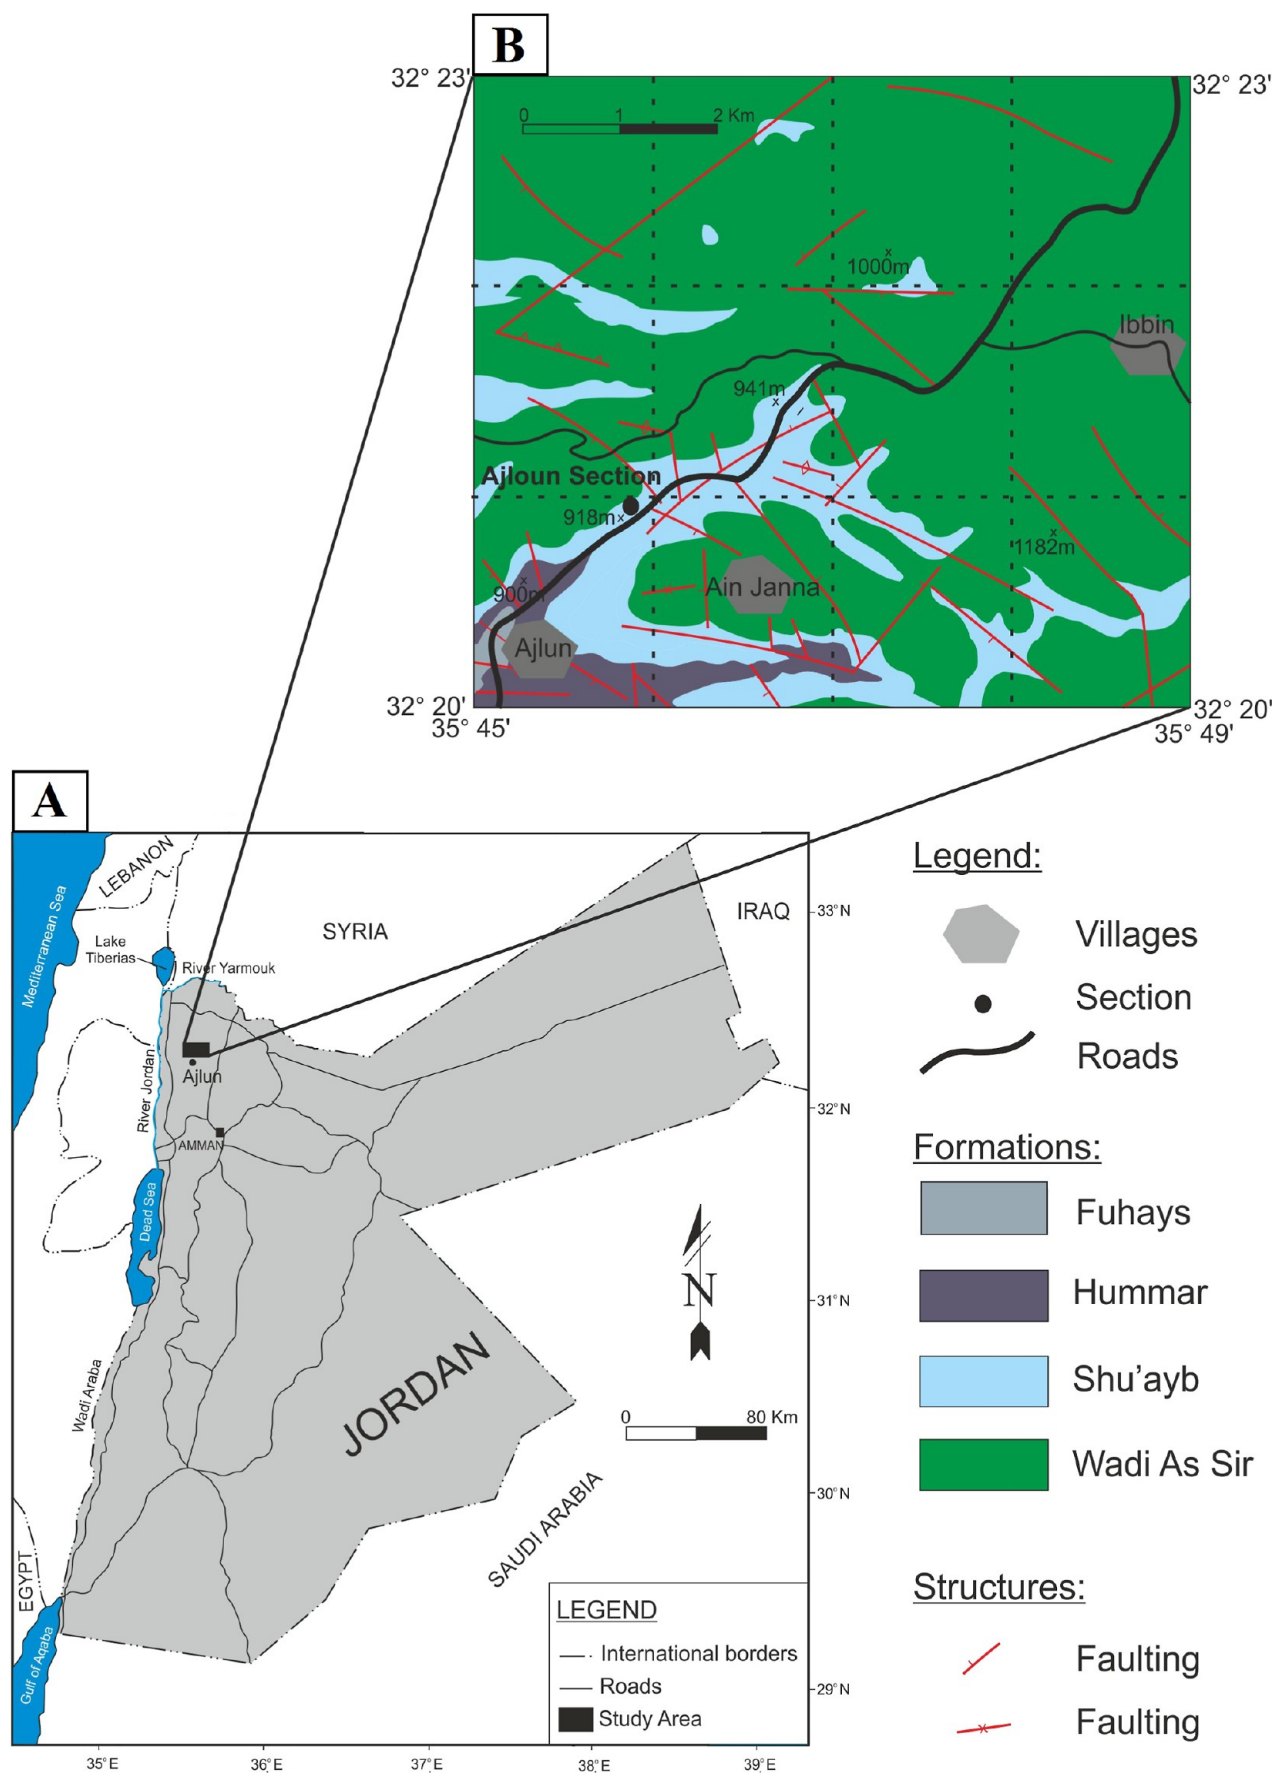 B
32° 23'
32° 23'
0 1 2 Km
1000m
Ibbin
941m
Ajloun Section
918m
1182m
Ain Janna
900m
Ajlun
32° 20'
32° 20'
35° 45'
35° 49'
A
LEBANON
Mediterranean Sea
Lake
Tiberias
River Yarmouk
SYRIA
IRAQ
33°N
River Jordan
Ajlun
32°N
AMMAN
Dead Sea
N
31°N
Wadi Araba
JORDAN
0 80 Km
30°N
SAUDI ARABIA
EGYPT
Gulf of Aqaba
29°N
LEGEND
International borders
Roads
Study Area
35°E
36°E
37°E
38°E
39°E
Legend:
Villages
Section
Roads
Formations:
Fuhays
Hummar
Shu’ayb
Wadi As Sir
Structures:
Faulting
Faulting